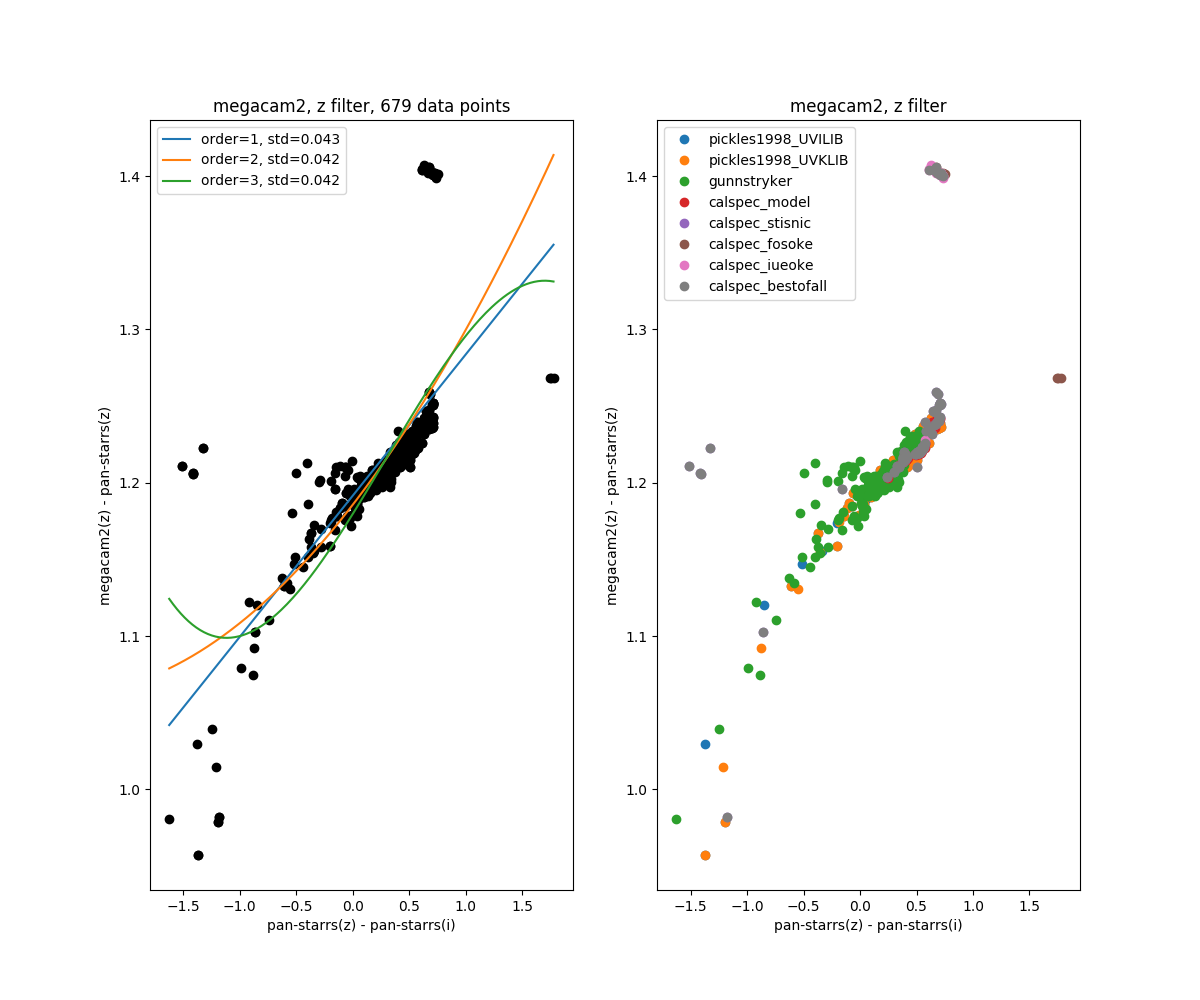 megacam2, z filter, 679 data points
order=1, std=0.043
order=2, std=0.042
order=3, std=0.042
1.4
1.3
1.2
1.1
1.0
megacam2(z) - pan-starrs(z)
−1.5
−1.0
−0.5
0.0
0.5
1.0
1.5
pan-starrs(z) - pan-starrs(i)
megacam2, z filter
pickles1998_UVILIB
pickles1998_UVKLIB
gunnstryker
calspec_model
calspec_stisnic
calspec_fosoke
calspec_iueoke
calspec_bestofall
1.4
1.3
1.2
1.1
1.0
megacam2(z) - pan-starrs(z)
−1.5
−1.0
−0.5
0.0
0.5
1.0
1.5
pan-starrs(z) - pan-starrs(i)